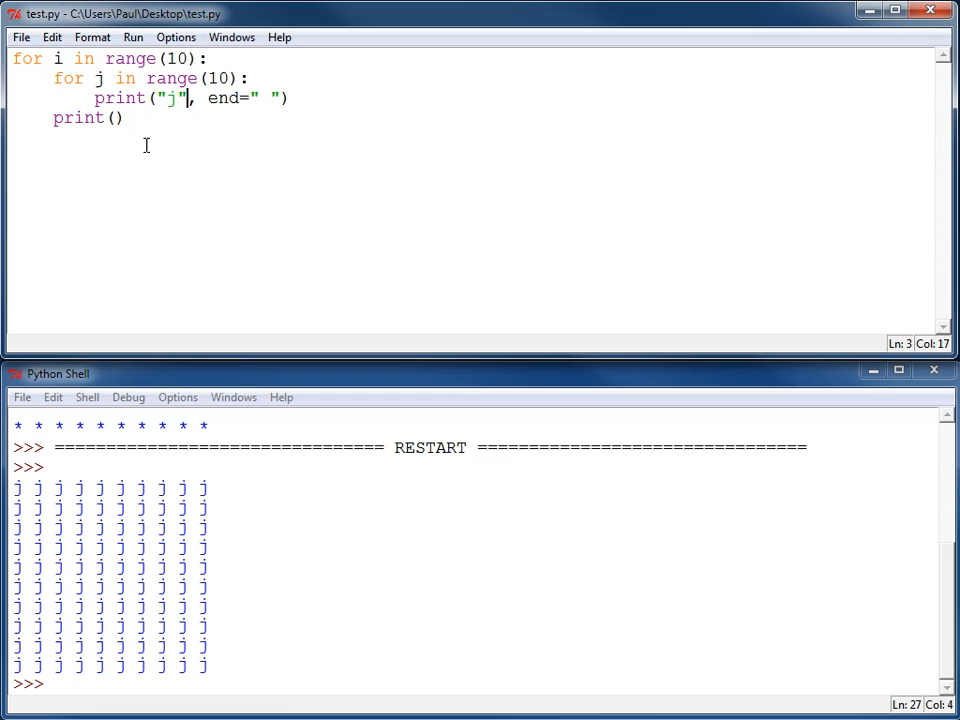 test.py - C:\Users\Paul\Desktop\test.py
File Edit Format Run Options Windows Help
for i in range(10):
    for j in range(10):
        print("j", end=" ")
    print()
Ln: 3 Col: 17
Python Shell
File Edit Shell Debug Options Windows Help
* * * * * * * * * *
>>> ================================ RESTART ================================
>>>
j j j j j j j j j j
j j j j j j j j j j
j j j j j j j j j j
j j j j j j j j j j
j j j j j j j j j j
j j j j j j j j j j
j j j j j j j j j j
j j j j j j j j j j
j j j j j j j j j j
j j j j j j j j j j
>>>
Ln: 27 Col: 4